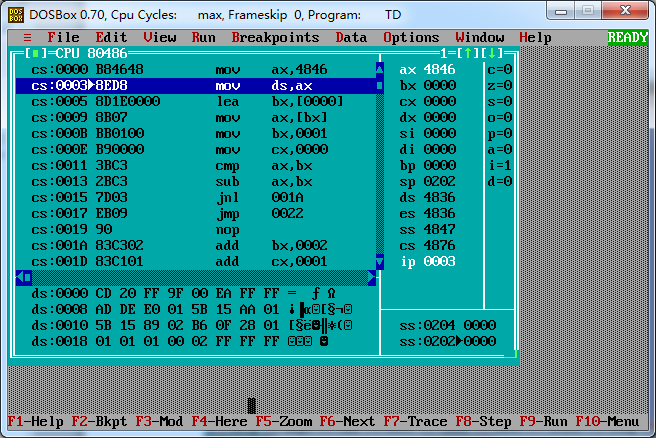 DOSBox 0.70, Cpu Cycles: max, Frameskip 0, Program: TD
≡ File Edit View Run Breakpoints Data Options Window Help READY
[■]=CPU 80486 1=[↑][↓]
cs:0000 B84648 mov ax,4846 ax 4846 c=0
cs:0003►8ED8 mov ds,ax bx 0000 z=0
cs:0005 8D1E0000 lea bx,[0000] cx 0000 s=0
cs:0009 8B07 mov ax,[bx] dx 0000 o=0
cs:000B BB0100 mov bx,0001 si 0000 p=0
cs:000E B90000 mov cx,0000 di 0000 a=0
cs:0011 3BC3 cmp ax,bx bp 0000 i=1
cs:0013 2BC3 sub ax,bx sp 0202 d=0
cs:0015 7D03 jnl 001A ds 4836
cs:0017 EB09 jmp 0022 es 4836
cs:0019 90 nop ss 4847
cs:001A 83C302 add bx,0002 cs 4876
cs:001D 83C101 add cx,0001 ip 0003
ds:0000 CD 20 FF 9F 00 EA FF FF = ƒ Ω
ds:0008 AD DE E0 01 5B 15 AA 01
ds:0010 5B 15 89 02 B6 0F 28 01 ss:0204 0000
ds:0018 01 01 01 00 02 FF FF FF ss:0202►0000
F1-Help F2-Bkpt F3-Mod F4-Here F5-Zoom F6-Next F7-Trace F8-Step F9-Run F10-Menu